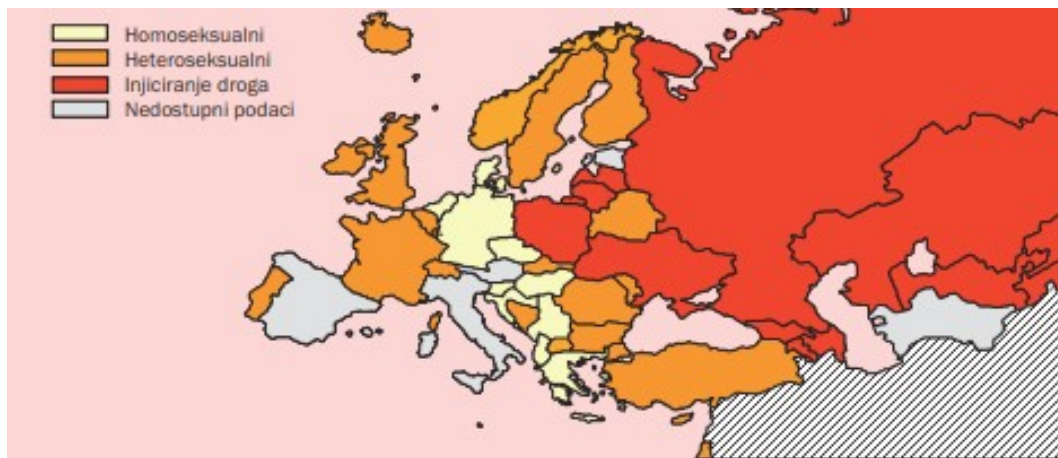 Homoseksualni
Heteroseksualni
Injiciranje droga
Nedostupni podaci